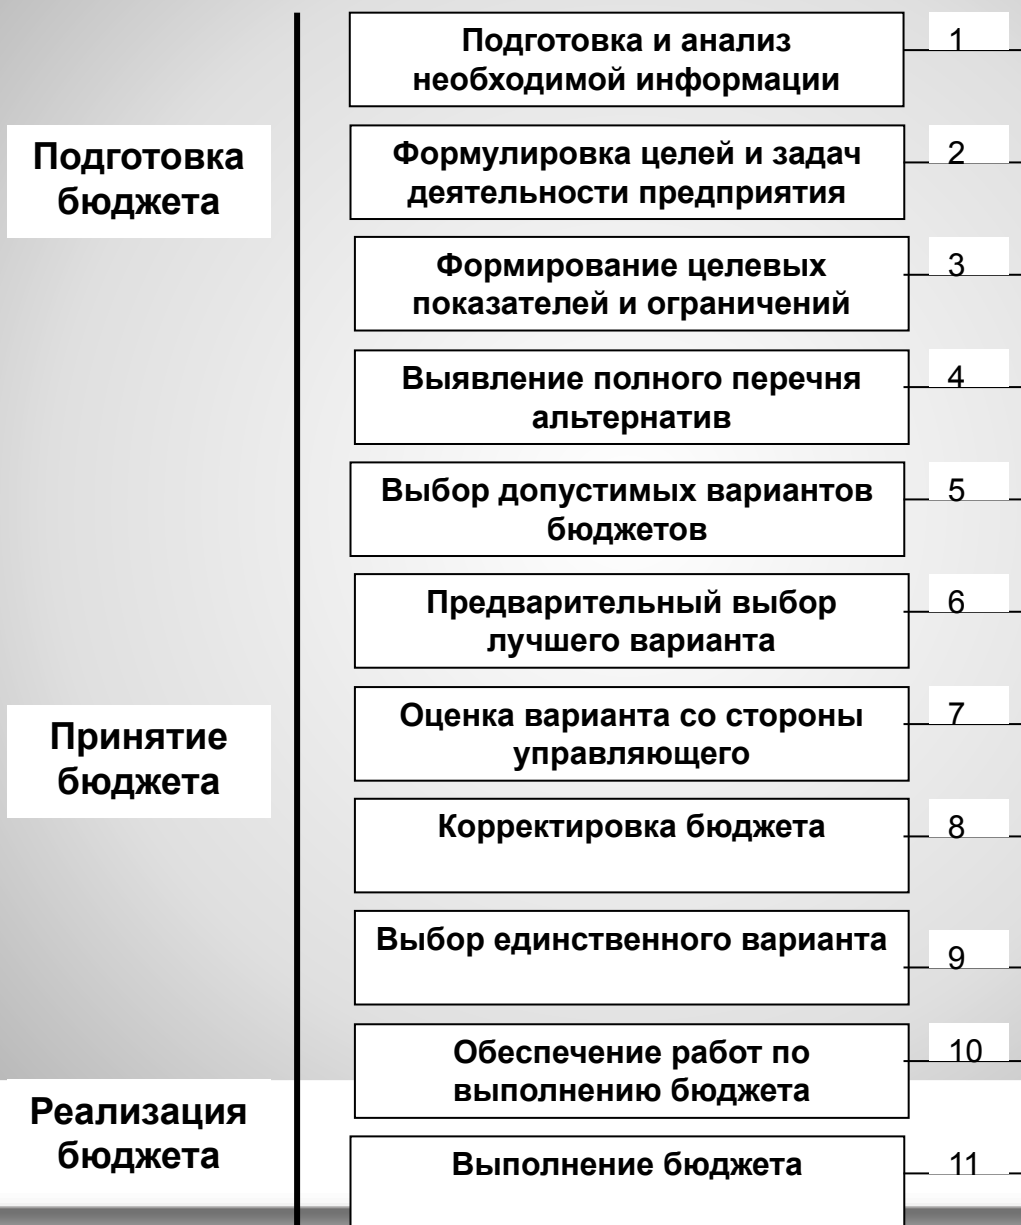 Подготовка и анализ
необходимой информации
1
Подготовка
бюджета
Формулировка целей и задач
деятельности предприятия
2
Формирование целевых
показателей и ограничений
3
Выявление полного перечня
альтернатив
4
Выбор допустимых вариантов
бюджетов
5
Предварительный выбор
лучшего варианта
6
Принятие
бюджета
Оценка варианта со стороны
управляющего
7
Корректировка бюджета
8
Выбор единственного варианта
9
Обеспечение работ по
выполнению бюджета
10
Реализация
бюджета
Выполнение бюджета
11